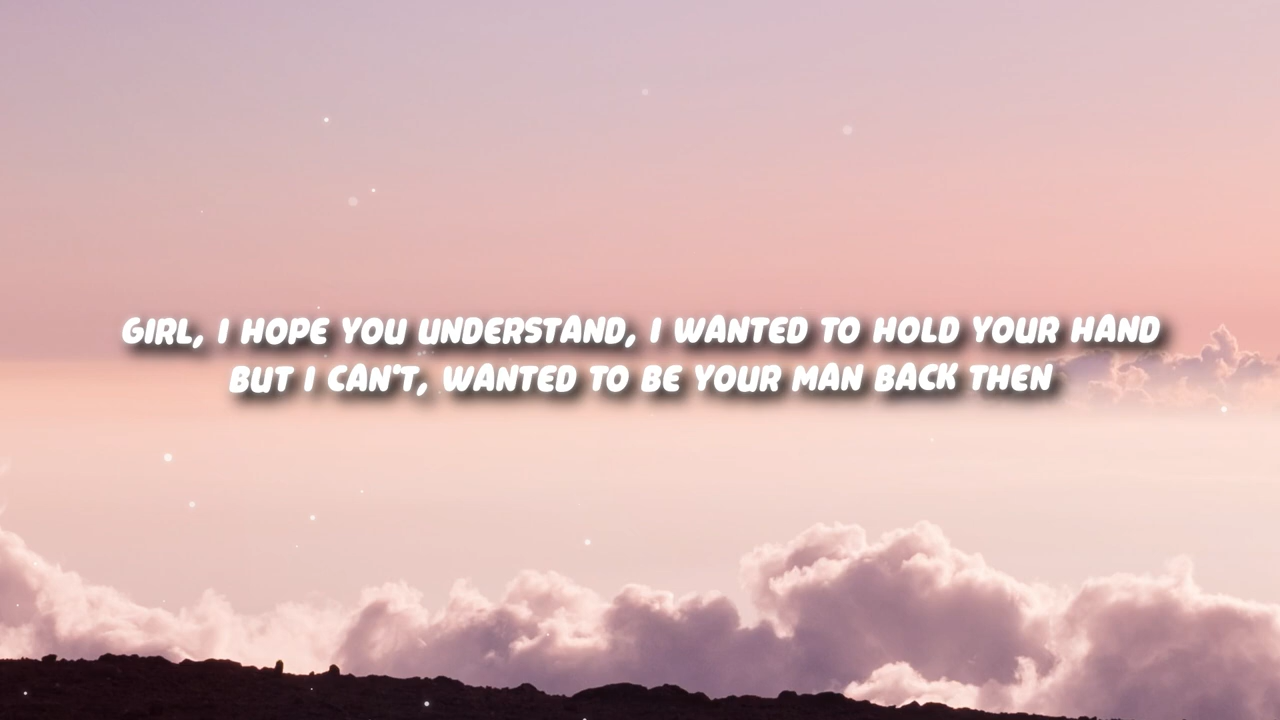 GIRL, I HOPE YOU UNDERSTAND, I WANTED TO HOLD YOUR HAND
BUT I CAN'T, WANTED TO BE YOUR MAN BACK THEN